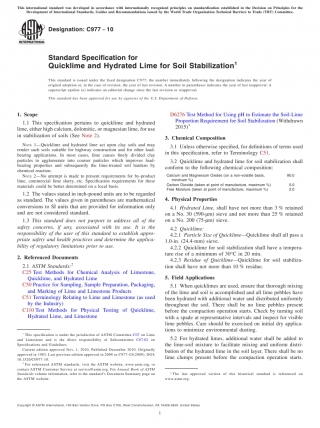 This international standard was developed in accordance with internationally recognized principles on standardization established in the Decision on Principles for the
Development of International Standards, Guides and Recommendations issued by the World Trade Organization Technical Barriers to Trade (TBT) Committee.
Designation: C977 − 10
Standard Specification for
Quicklime and Hydrated Lime for Soil Stabilization1
This standard is issued under the fixed designation C977; the number immediately following the designation indicates the year of
original adoption or, in the case of revision, the year of last revision. A number in parentheses indicates the year of last reapproval. A
superscript epsilon (ε) indicates an editorial change since the last revision or reapproval.
This standard has been approved for use by agencies of the U.S. Department of Defense.
1. Scope
1.1 This specification pertains to quicklime and hydrated
lime, either high calcium, dolomitic, or magnesian lime, for use
in stabilization of soils (See Note 2).
NOTE 1—Quicklime and hydrated lime act upon clay soils and may
render such soils suitable for highway construction and for other load-
bearing applications. In most cases, lime causes finely divided clay
particles to agglomerate into coarser particles which improves load-
bearing properties and subsequently the lime-treated soil hardens by
chemical reaction.
NOTE 2—No attempt is made to present requirements for by-product
lime, commercial lime slurry, etc. Specification requirements for these
materials could be better determined on a local basis.
1.2 The values stated in inch-pound units are to be regarded
as standard. The values given in parentheses are mathematical
conversions to SI units that are provided for information only
and are not considered standard.
1.3 This standard does not purport to address all of the
safety concerns, if any, associated with its use. It is the
responsibility of the user of this standard to establish appro-
priate safety and health practices and determine the applica-
bility of regulatory limitations prior to use.
2. Referenced Documents
2.1 ASTM Standards:2
C25 Test Methods for Chemical Analysis of Limestone,
Quicklime, and Hydrated Lime
C50 Practice for Sampling, Sample Preparation, Packaging,
and Marking of Lime and Limestone Products
C51 Terminology Relating to Lime and Limestone (as used
by the Industry)
C110 Test Methods for Physical Testing of Quicklime,
Hydrated Lime, and Limestone
1 This specification is under the jurisdiction of ASTM Committee C07 on Lime
and Limestone and is the direct responsibility of Subcommittee C07.02 on
Specifications and Guidelines.
Current edition approved Nov. 1, 2010. Published December 2010. Originally
approved in 1983. Last previous edition approved in 2009 as C977–03(2009). DOI:
10.1520/C0977-10.
2 For referenced ASTM standards, visit the ASTM website, www.astm.org, or
contact ASTM Customer Service at service@astm.org. For Annual Book of ASTM
Standards volume information, refer to the standard's Document Summary page on
the ASTM website.
D6276 Test Method for Using pH to Estimate the Soil-Lime
Proportion Requirement for Soil Stabilization (Withdrawn
2015)3
3. Chemical Composition
3.1 Unless otherwise specified, for definitions of terms used
in this specification, refer to Terminology C51.
3.2 Quicklime and hydrated lime for soil stabilization shall
conform to the following chemical composition:
Calcium and Magnesium Oxides (on a non-volatile basis, 90.0
minimum %)
Carbon Dioxide (taken at point of manufacture, maximum %) 5.0
Free Moisture (taken at point of manufacture, maximum %) 2.0
4. Physical Properties
4.1 Hydrated Lime, shall have not more than 3 % retained
on a No. 30 (590-µm) sieve and not more than 25 % retained
on a No. 200 (75-µm) sieve.
4.2 Quicklime:
4.2.1 Particle Size of Quicklime—Quicklime shall all pass a
1.0-in. (24.4-mm) sieve.
4.2.2 Quicklime for soil stabilization shall have a tempera-
ture rise of a minimum of 30°C in 20 min.
4.2.3 Residue of Quicklime—Quicklime for soil stabiliza-
tion shall have not more than 10 % residue.
5. Field Applications
5.1 When quicklimes are used, ensure that thorough mixing
of the lime and soil is accomplished and all lime pebbles have
been hydrated with additional water and distributed uniformly
throughout the soil. There shall be no lime pebbles present
before the compaction operation starts. Check by turning soil
with a spade at representative intervals and inspect for visible
lime pebbles. Care should be exercised on initial dry applica-
tions to minimize environmental dusting.
5.2 For hydrated limes, additional water shall be added to
the lime-soil mixture to facilitate mixing and uniform distri-
bution of the hydrated lime in the soil layer. There shall be no
lime clumps present before the compaction operation starts.
3 The last approved version of this historical standard is referenced on
www.astm.org.
Copyright © ASTM International, 100 Barr Harbor Drive, PO Box C700, West Conshohocken, PA 19428-2959. United States
1